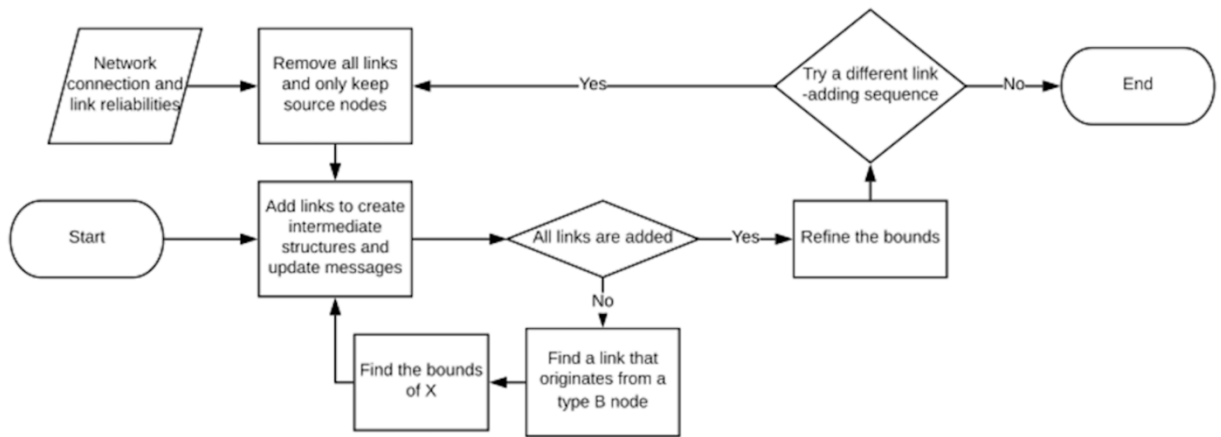 Network
connection and
link reliabilities
Remove all links
and only keep
source nodes
Yes
Try a different link
-adding sequence
No
End
Start
Add links to create
intermediate
structures and
update messages
All links are added
Yes
Refine the bounds
No
Find the bounds
of X
Find a link that
originates from a
type B node